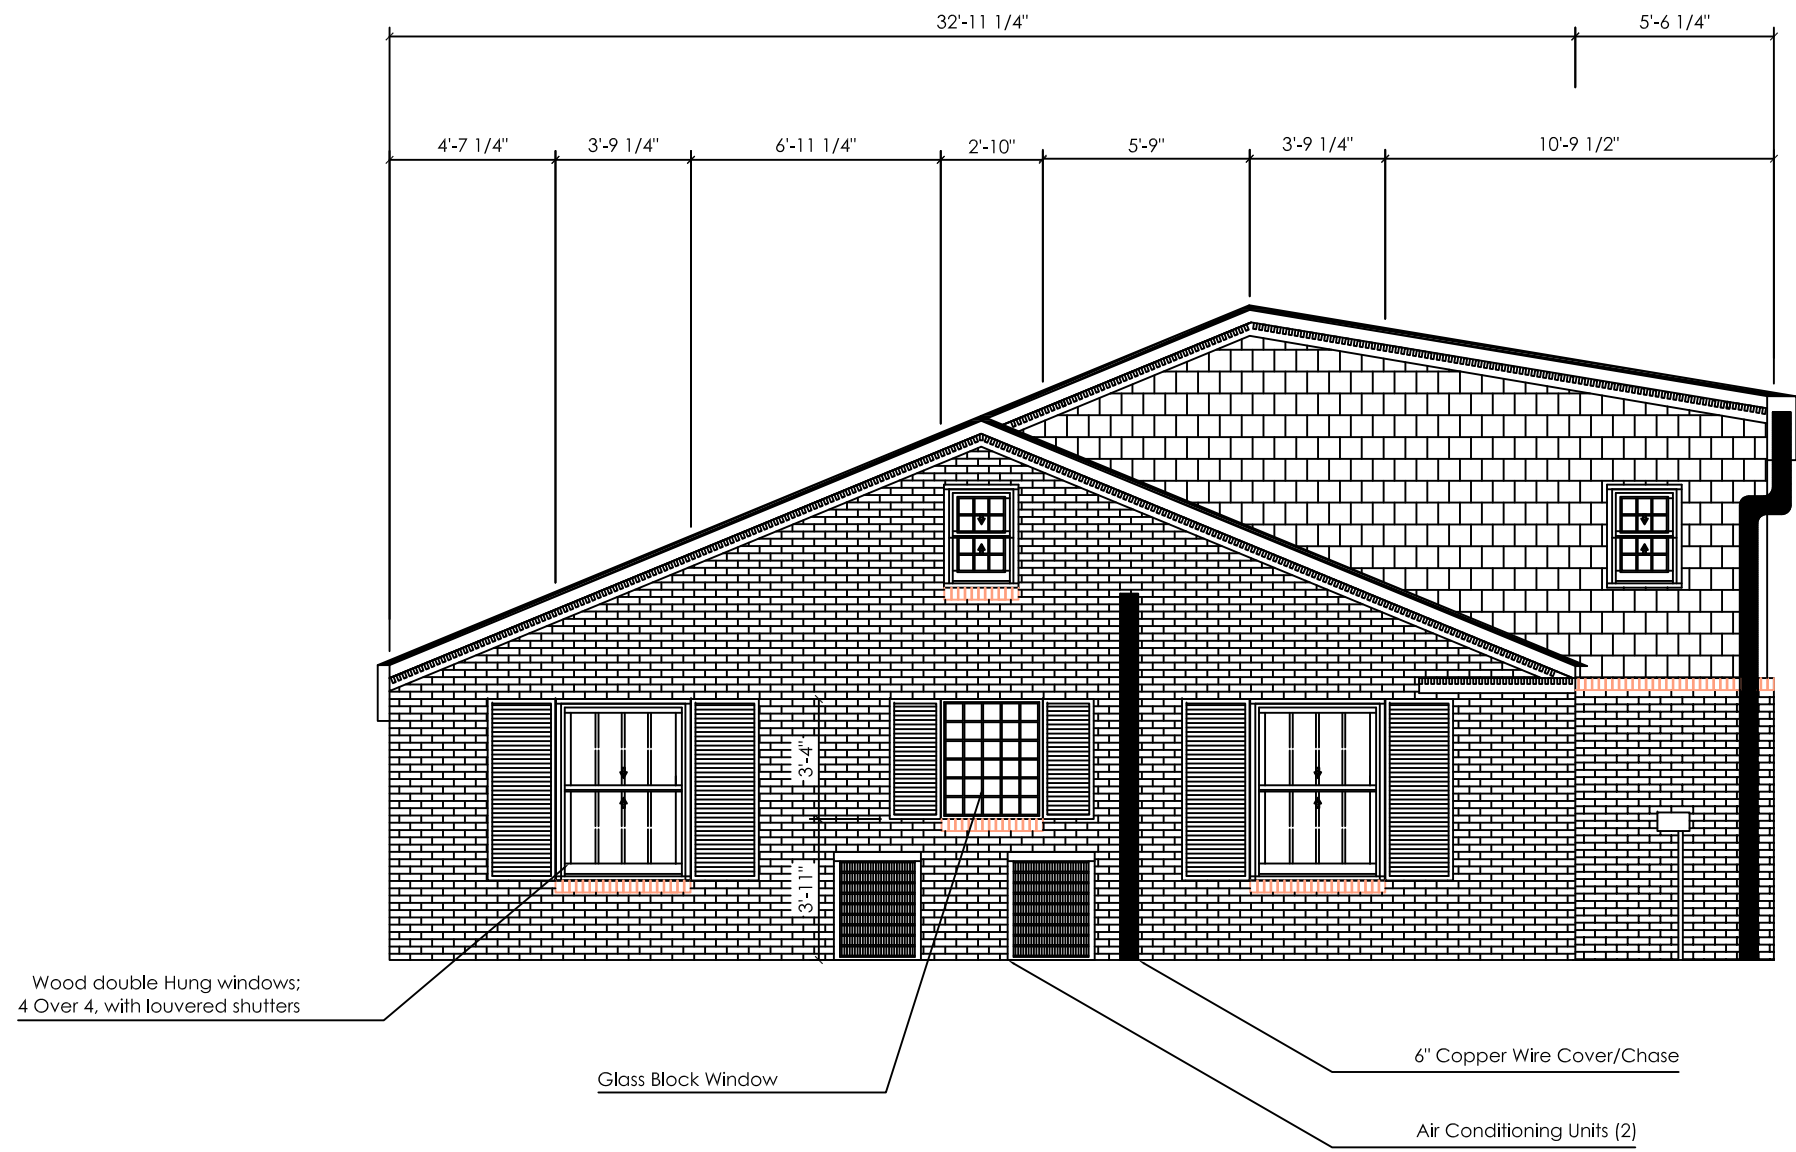 32'-11 1/4"
5'-6 1/4"
4'-7 1/4"
3'-9 1/4"
6'-11 1/4"
2'-10"
5'-9"
3'-9 1/4"
10'-9 1/2"
3'-4"
3'-11"
Wood double Hung windows;
4 Over 4, with louvered shutters
Glass Block Window
6" Copper Wire Cover/Chase
Air Conditioning Units (2)